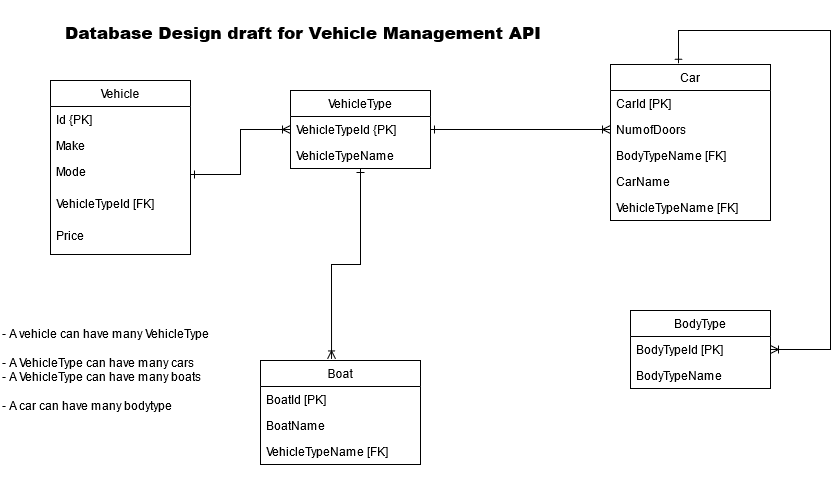 Database Design draft for Vehicle Management API
Vehicle
Id {PK]
Make
Mode
VehicleTypeId [FK]
Price
VehicleType
VehicleTypeId {PK]
VehicleTypeName
Car
CarId [PK]
NumofDoors
BodyTypeName [FK]
CarName
VehicleTypeName [FK]
BodyType
BodyTypeId [PK]
BodyTypeName
Boat
BoatId [PK]
BoatName
VehicleTypeName [FK]
- A vehicle can have many VehicleType
- A VehicleType can have many cars
- A VehicleType can have many boats
- A car can have many bodytype